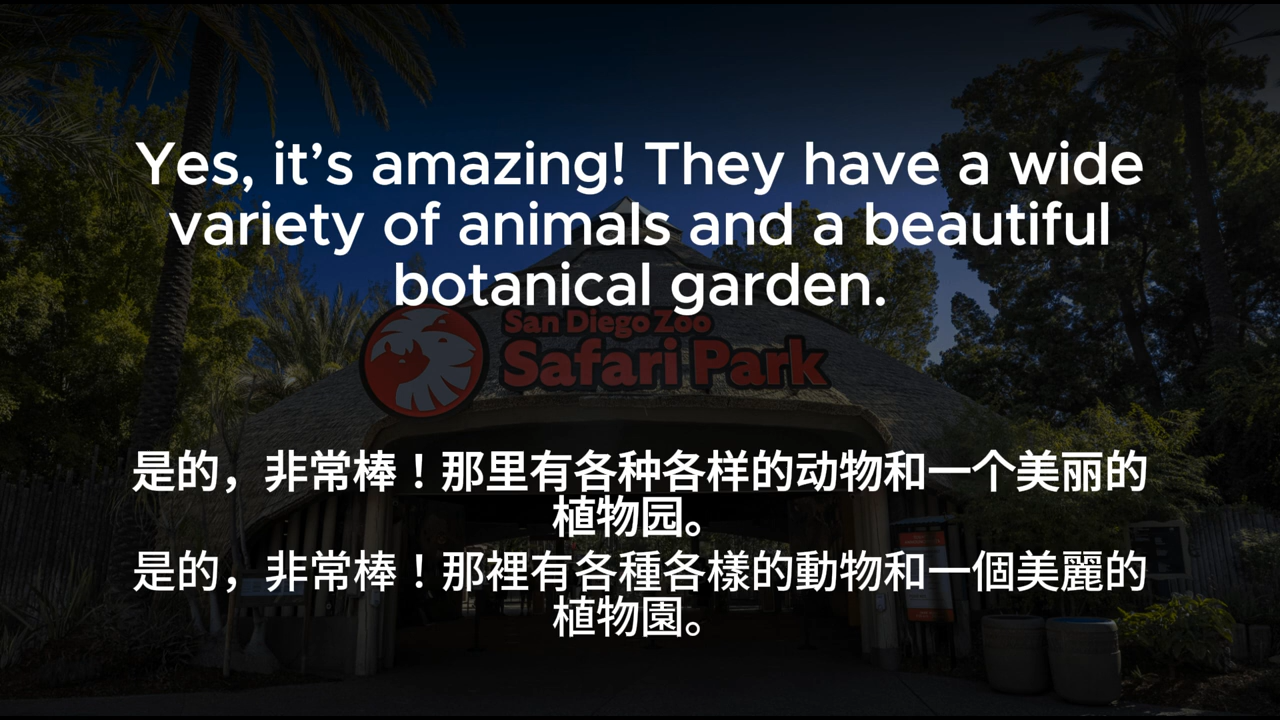 Yes, it’s amazing! They have a wide
variety of animals and a beautiful
botanical garden.
San Diego Zoo
Safari Park
是的，非常棒！那里有各种各样的动物和一个美丽的
植物园。
是的，非常棒！那裡有各種各樣的動物和一個美麗的
植物園。